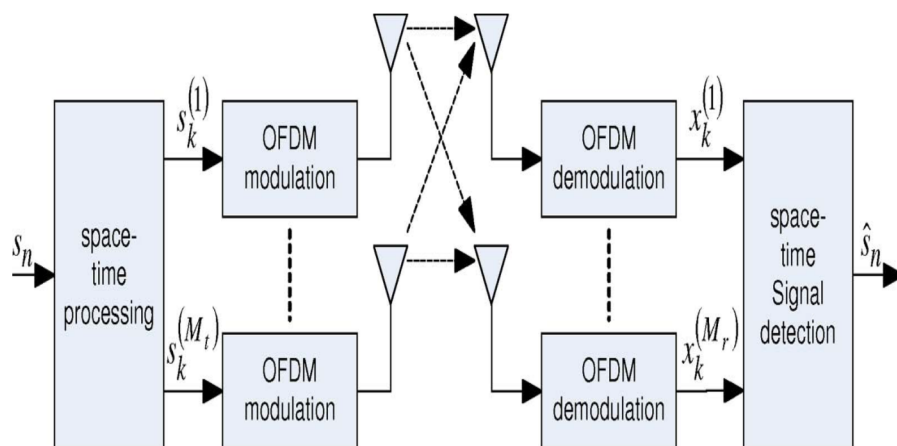 s_n
space-
time
processing
s_k^(1)
OFDM
modulation
s_k^(M_t)
OFDM
modulation
OFDM
demodulation
x_k^(1)
OFDM
demodulation
x_k^(M_r)
space-
time
Signal
detection
ŝ_n